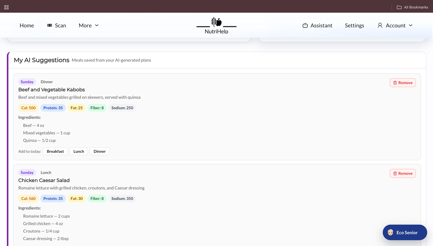 All Bookmarks
Home
Scan
More
NutriHelp
Assistant
Settings
Account
My AI Suggestions Meals saved from your AI-generated plans
Sunday Dinner
Remove
Beef and Vegetable Kabobs
Beef and mixed vegetables grilled on skewers, served with quinoa
Cal: 500 Protein: 35 Fat: 25 Fiber: 8 Sodium: 250
Ingredients:
Beef — 4 oz
Mixed vegetables — 1 cup
Quinoa — 1/2 cup
Add to today: Breakfast Lunch Dinner
Sunday Lunch
Remove
Chicken Caesar Salad
Romaine lettuce with grilled chicken, croutons, and Caesar dressing
Cal: 560 Protein: 35 Fat: 30 Fiber: 6 Sodium: 350
Ingredients:
Romaine lettuce — 2 cups
Grilled chicken — 4 oz
Croutons — 1/4 cup
Caesar dressing — 2 tbsp
Eco Senior